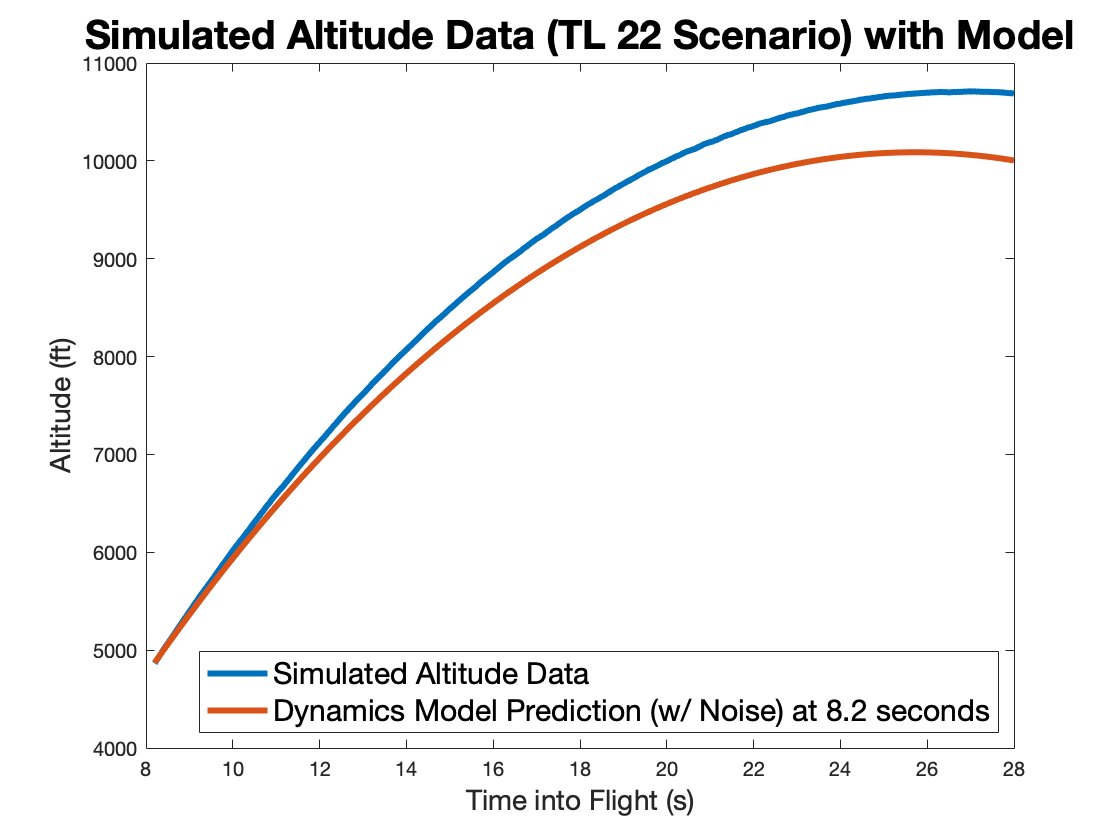 Simulated Altitude Data (TL 22 Scenario) with Model
11000
10000
9000
8000
7000
6000
5000
4000
Altitude (ft)
Simulated Altitude Data
Dynamics Model Prediction (w/ Noise) at 8.2 seconds
8 10 12 14 16 18 20 22 24 26 28
Time into Flight (s)